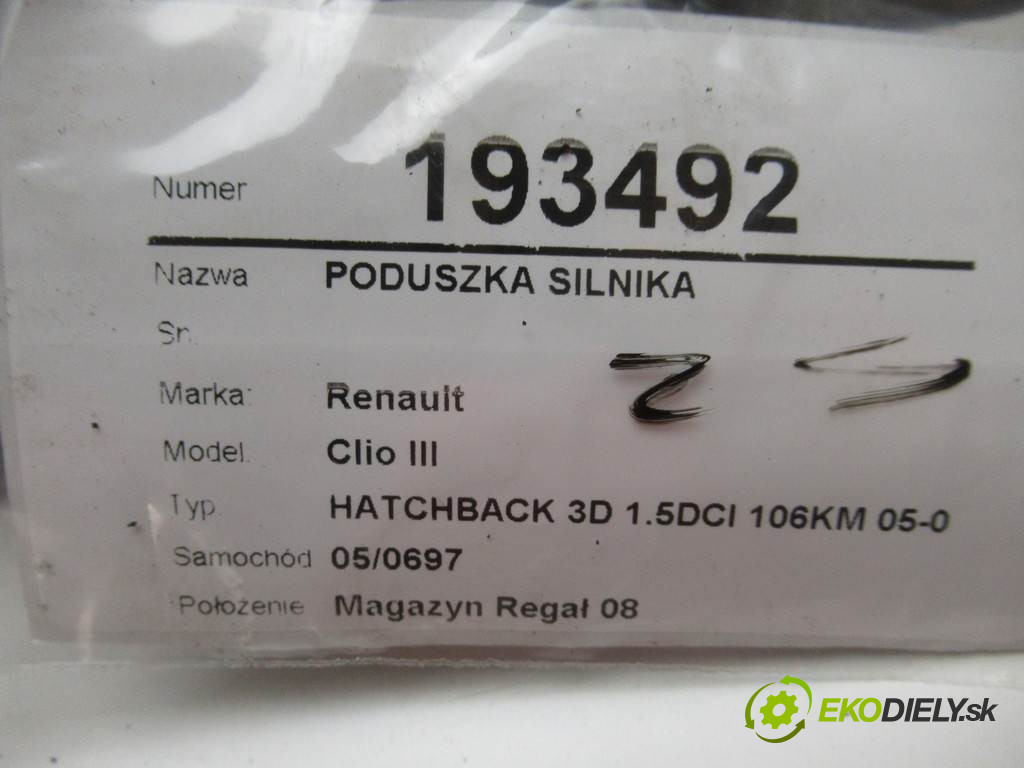 Numer 193492
Nazwa PODUSZKA SILNIKA
Sn.
Marka: Renault
Model. Clio III
Typ. HATCHBACK 3D 1.5DCI 106KM 05-0
Samochód 05/0697
Położenie Magazyn Regał 08
EKODIELY.sk